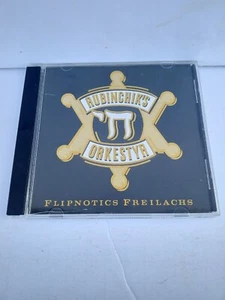 RUBINCHIK'S
חי
ORKESTYR
FLIPNOTICS FREILACHS